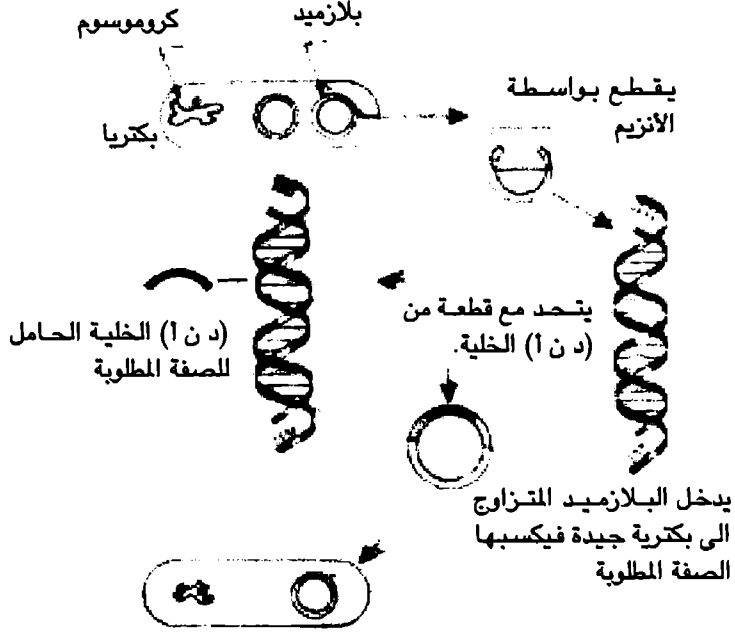 كروموسوم
بلازميد
بكتريا
يقطع بواسطة
الأنزيم
(د ن أ) الخلية الحامل
للصفة المطلوبة
يتحد مع قطعة من
(د ن أ) الخلية.
يدخل البلازميد المتزاوج
الى بكترية جيدة فيكسبها
الصفة المطلوبة